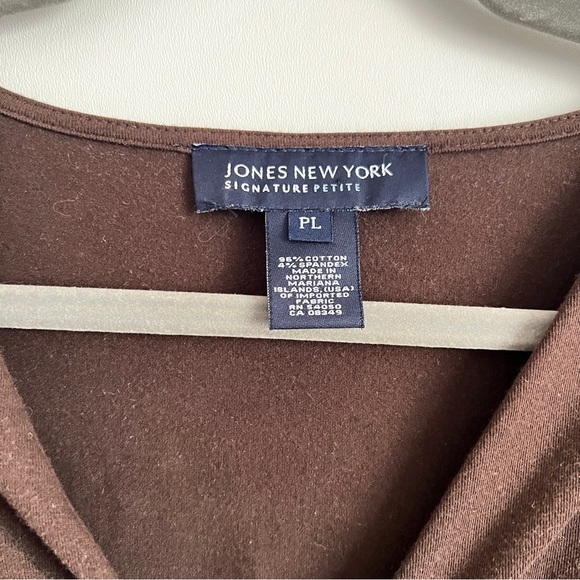 JONES NEW YORK
SIGNATURE PETITE
PL
96% COTTON
4% SPANDEX
MADE IN
NORTHERN
MARIANA
ISLANDS, (USA)
OF IMPORTED
FABRIC
RN 54050
CA 08349